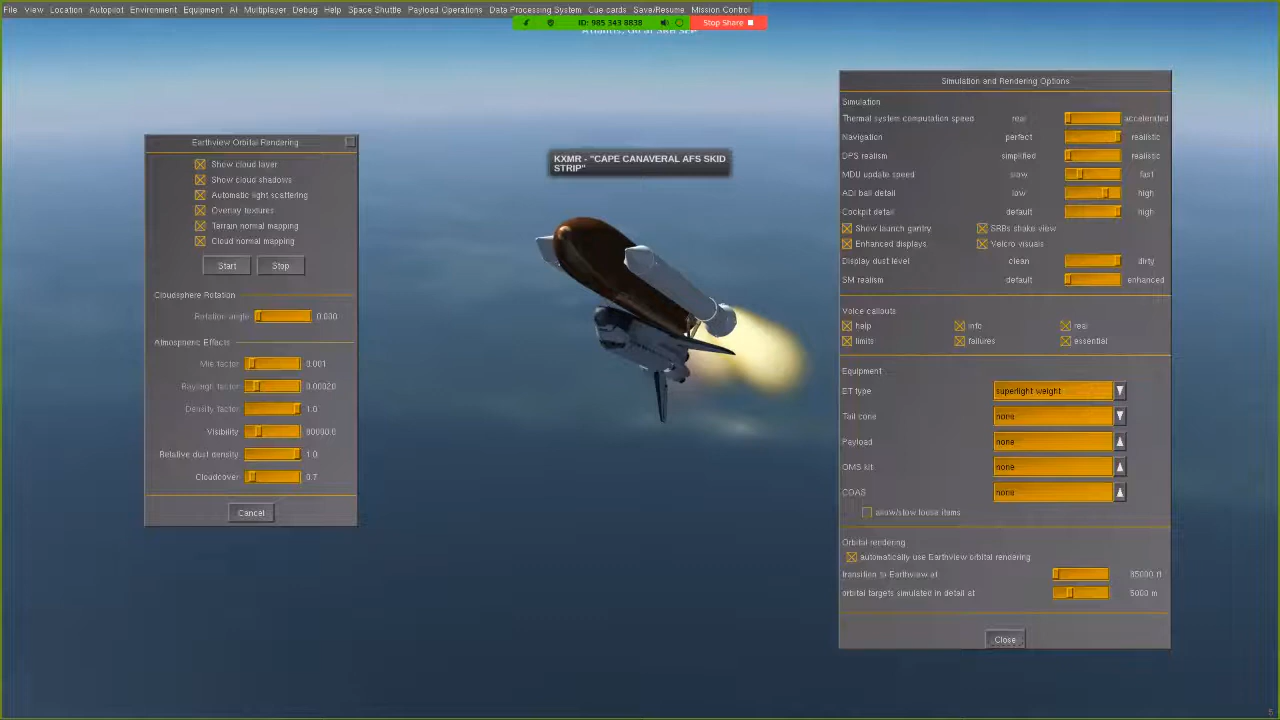 File View Location Autopilot Environment Equipment AI Multiplayer Debug Help Space Shuttle Payload Operations Data Processing System Cue cards Save/Resume Mission Control
ID: 985 343 8838 Stop Share
Simulation and Rendering Options
Simulation
Thermal system computation speed real accelerated
Navigation perfect realistic
DPS realism simplified realistic
MDU update speed slow fast
ADI ball detail low high
Cockpit detail default high
Show launch gantry SRBs shake view
Enhanced displays Velcro visuals
Display dust level clean dirty
SM realism default enhanced
Voice callouts
help info real
limits failures essential
Equipment
ET type superlight weight
Tail cone none
Payload none
OMS kit none
COAS none
allow/stow loose items
Orbital rendering
automatically use Earthview orbital rendering
transition to Earthview at 85000 ft
orbital targets simulated in detail at 5000 m
Close
Earthview Orbital Rendering
Show cloud layer
Show cloud shadows
Automatic light scattering
Overlay textures
Terrain normal mapping
Cloud normal mapping
Start Stop
Cloudsphere Rotation
Rotation angle 0.000
Atmospheric Effects
Mie factor 0.001
Rayleigh factor 0.00020
Density factor 1.0
Visibility 80000.0
Relative dust density 1.0
Cloudcover 0.7
Cancel
KXMR - "CAPE CANAVERAL AFS SKID
STRIP"